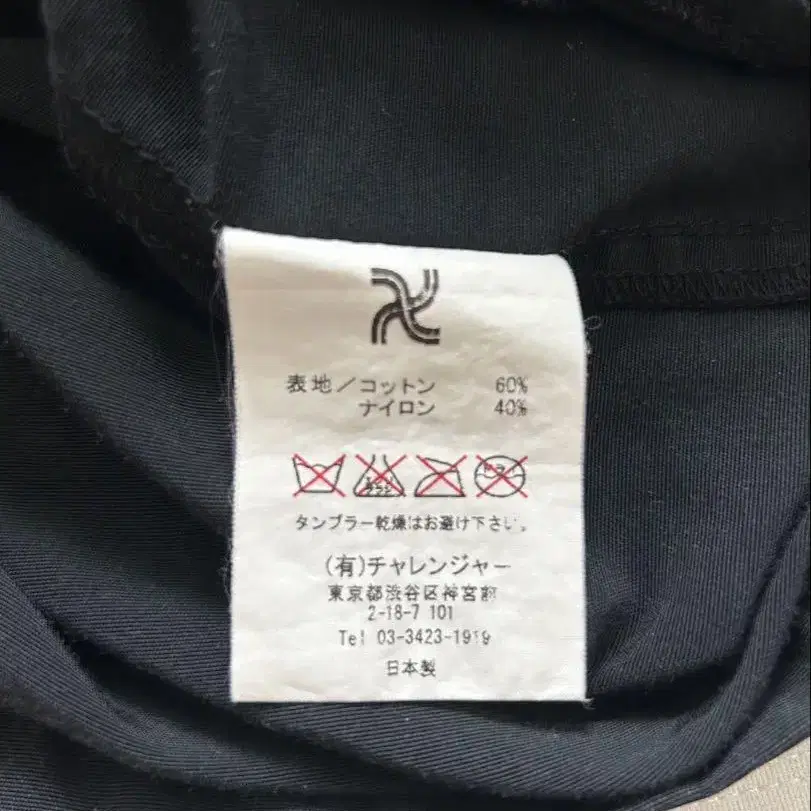 表地／コットン 60%
ナイロン 40%
タンブラー乾燥はお避け下さい。
(有)チャレンジャー
東京都渋谷区神宮前
2-18-7 101
Tel 03-3423-1919
日本製